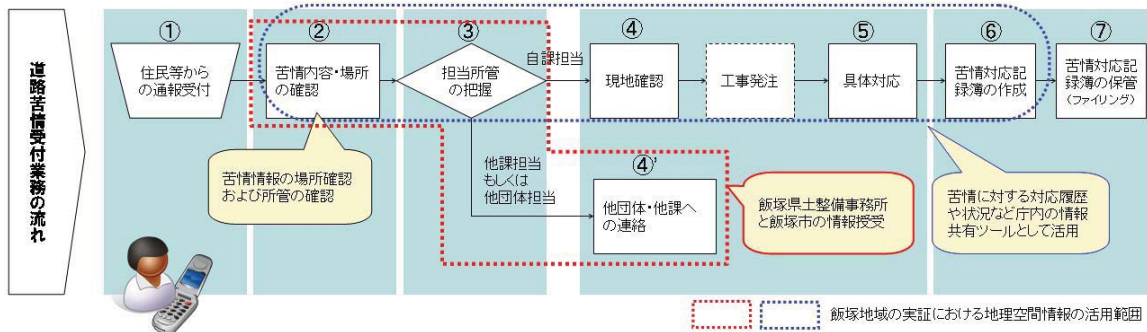 道路苦情受付業務の流れ
①
住民等から
の通報受付
②
苦情内容・場所
の確認
③
担当所管
の把握
自課担当
④
現地確認
工事発注
⑤
具体対応
⑥
苦情対応記
録簿の作成
⑦
苦情対応記
録簿の保管
(ファイリング)
苦情情報の場所確認
および所管の確認
他課担当
もしくは
他団体担当
④'
他団体・他課へ
の連絡
飯塚県土整備事務所
と飯塚市の情報授受
苦情に対する対応履歴
や状況など庁内の情報
共有ツールとして活用
飯塚地域の実証における地理空間情報の活用範囲